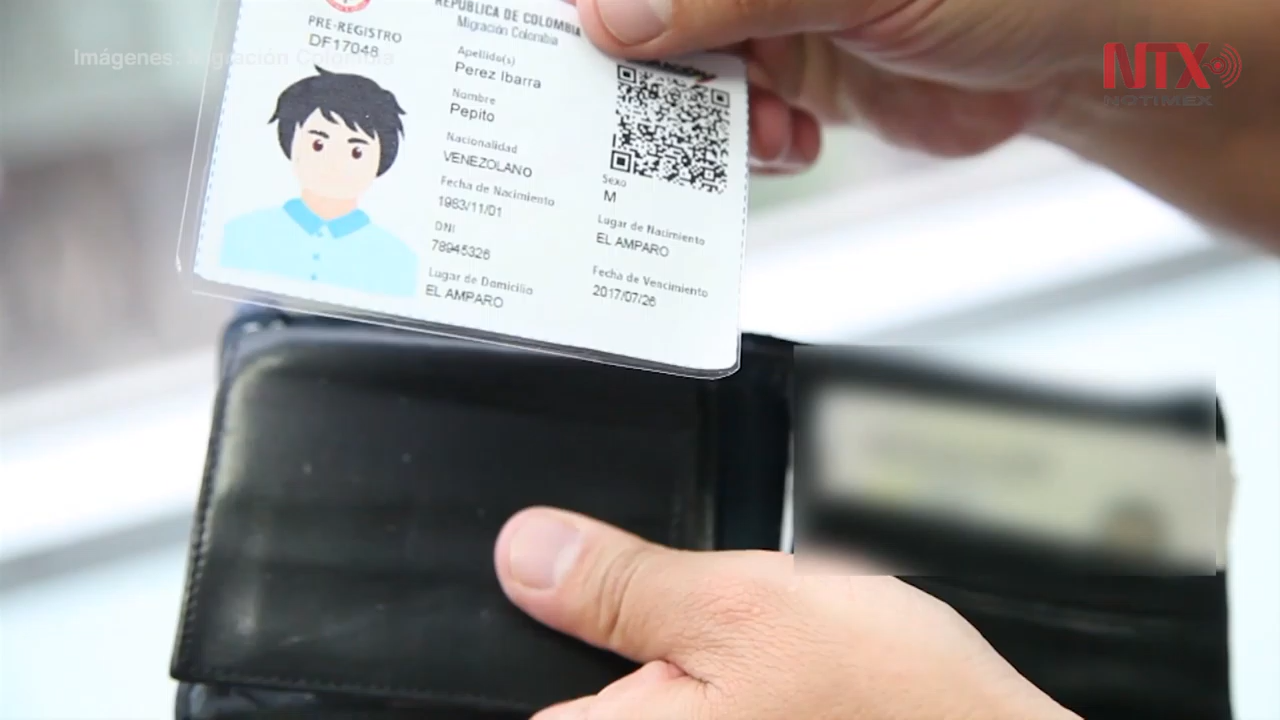 Imágenes: Migración Colombia
NTX
NOTIMEX
REPÚBLICA DE COLOMBIA
Migración Colombia
PRE-REGISTRO
DF17048
Apellido(s)
Perez Ibarra
Nombre
Pepito
Nacionalidad
VENEZOLANO
Fecha de Nacimiento
1983/11/01
DNI
78945326
Lugar de Domicilio
EL AMPARO
Sexo
M
Lugar de Nacimiento
EL AMPARO
Fecha de Vencimiento
2017/07/26